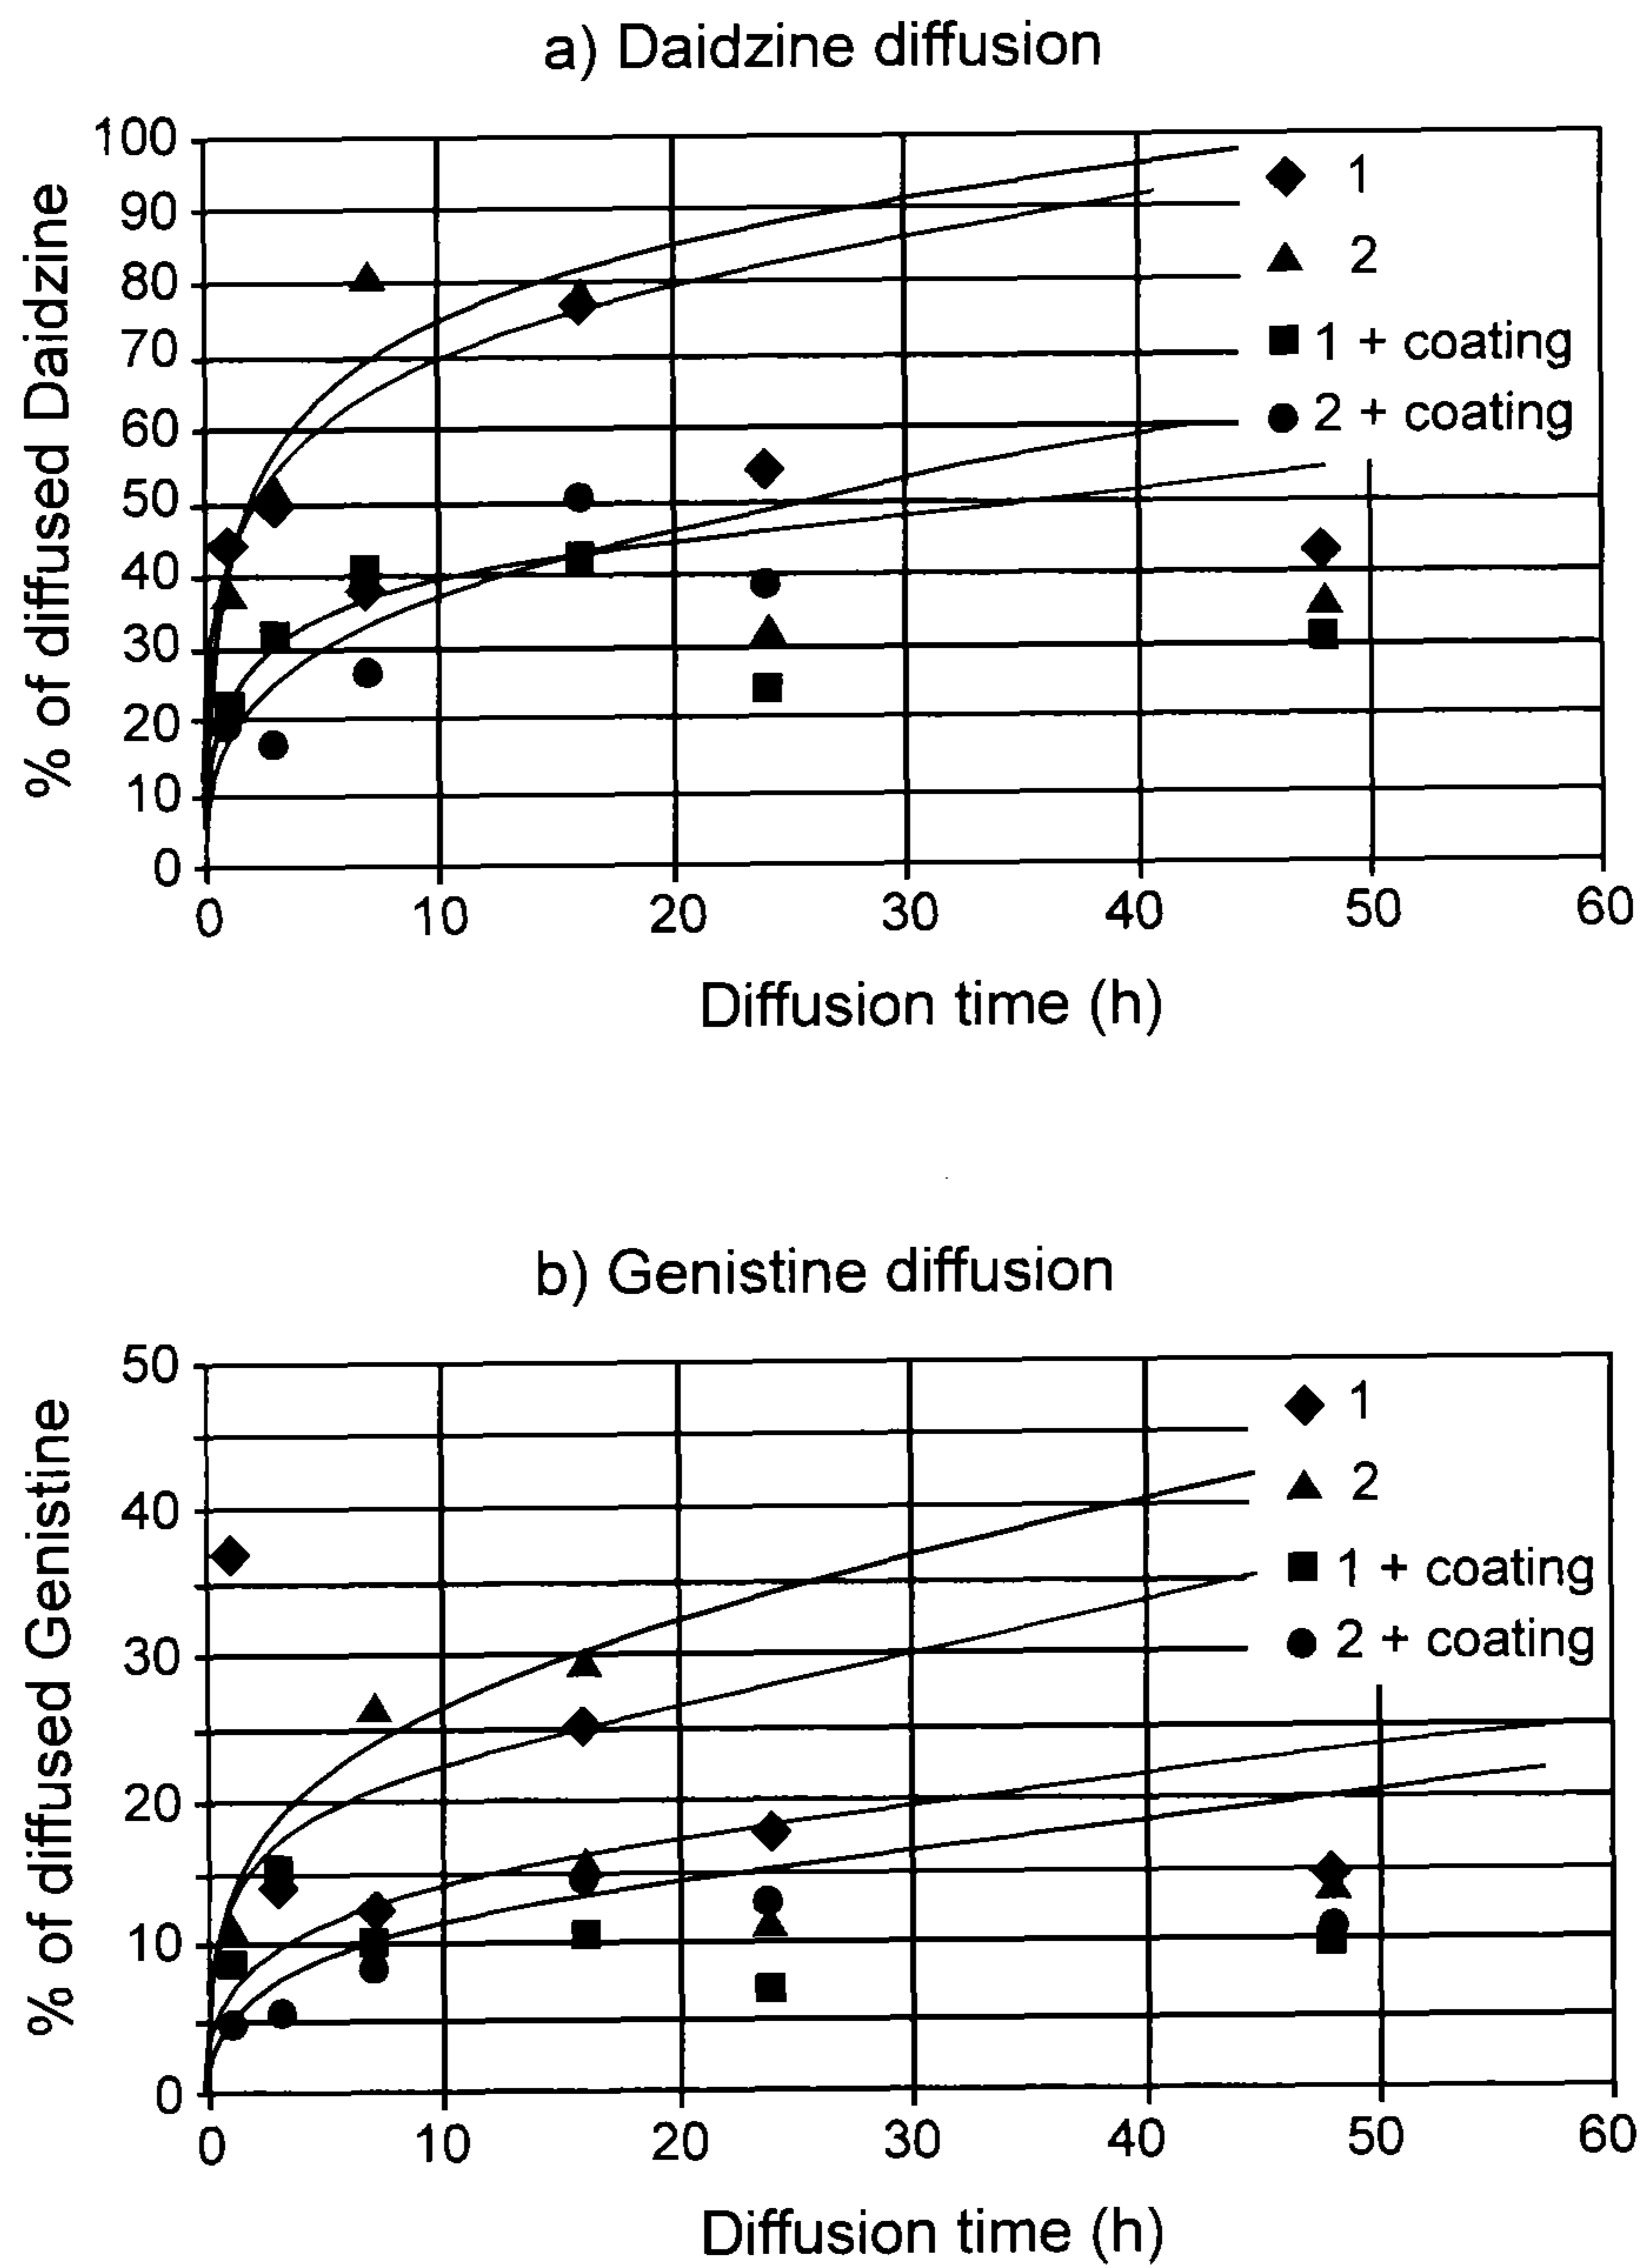 a) Daidzine diffusion
% of diffused Daidzine
100
90
80
70
60
50
40
30
20
10
0
1
2
1 + coating
2 + coating
0 10 20 30 40 50 60
Diffusion time (h)
b) Genistine diffusion
% of diffused Genistine
50
40
30
20
10
0
1
2
1 + coating
2 + coating
0 10 20 30 40 50 60
Diffusion time (h)